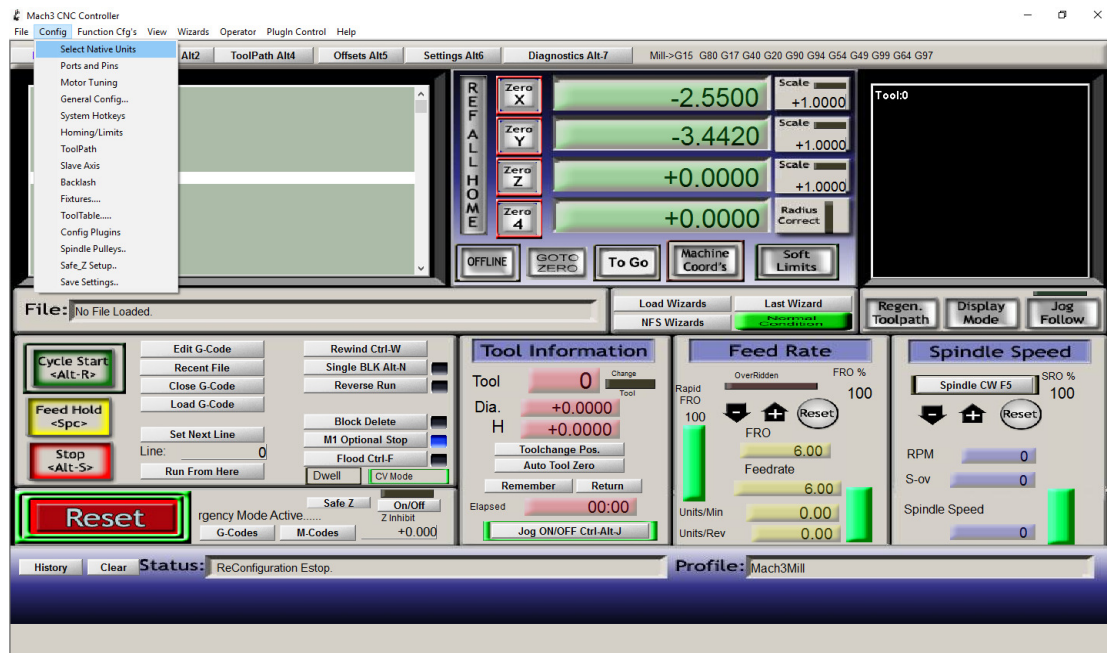 Mach3 CNC Controller
File Config Function Cfg's View Wizards Operator PlugIn Control Help
Select Native Units
Ports and Pins
Motor Tuning
General Config...
System Hotkeys
Homing/Limits
ToolPath
Slave Axis
Backlash
Fixtures....
ToolTable.....
Config Plugins
Spindle Pulleys..
Safe_Z Setup..
Save Settings..
Alt2 ToolPath Alt4 Offsets Alt5 Settings Alt6 Diagnostics Alt-7 Mill->G15 G80 G17 G40 G20 G90 G94 G54 G49 G99 G64 G97
REF ALL HOME
Zero X -2.5500 Scale +1.0000
Zero Y -3.4420 Scale +1.0000
Zero Z +0.0000 Scale +1.0000
Zero 4 +0.0000 Radius Correct
OFFLINE GOTO ZERO To Go Machine Coord's Soft Limits
Tool:0
File: No File Loaded.
Load Wizards Last Wizard
NFS Wizards Normal Condition
Regen. Toolpath Display Mode Jog Follow
Cycle Start <Alt-R>
Feed Hold <Spc>
Stop <Alt-S>
Edit G-Code
Recent File
Close G-Code
Load G-Code
Set Next Line
Line: 0
Run From Here
Rewind Ctrl-W
Single BLK Alt-N
Reverse Run
Block Delete
M1 Optional Stop
Flood Ctrl-F
Dwell CV Mode
Reset
rgency Mode Active......
Safe Z On/Off
Z Inhibit
G-Codes M-Codes +0.000
Tool Information
Tool 0 Change Tool
Dia. +0.0000
H +0.0000
Toolchange Pos.
Auto Tool Zero
Remember Return
Elapsed 00:00
Jog ON/OFF Ctrl-Alt-J
Feed Rate
OverRidden FRO %
100
Rapid FRO
100
Reset
FRO
6.00
Feedrate
6.00
Units/Min 0.00
Units/Rev 0.00
Spindle Speed
Spindle CW F5 SRO %
100
Reset
RPM 0
S-ov 0
Spindle Speed
0
History Clear Status: ReConfiguration Estop. Profile: Mach3Mill